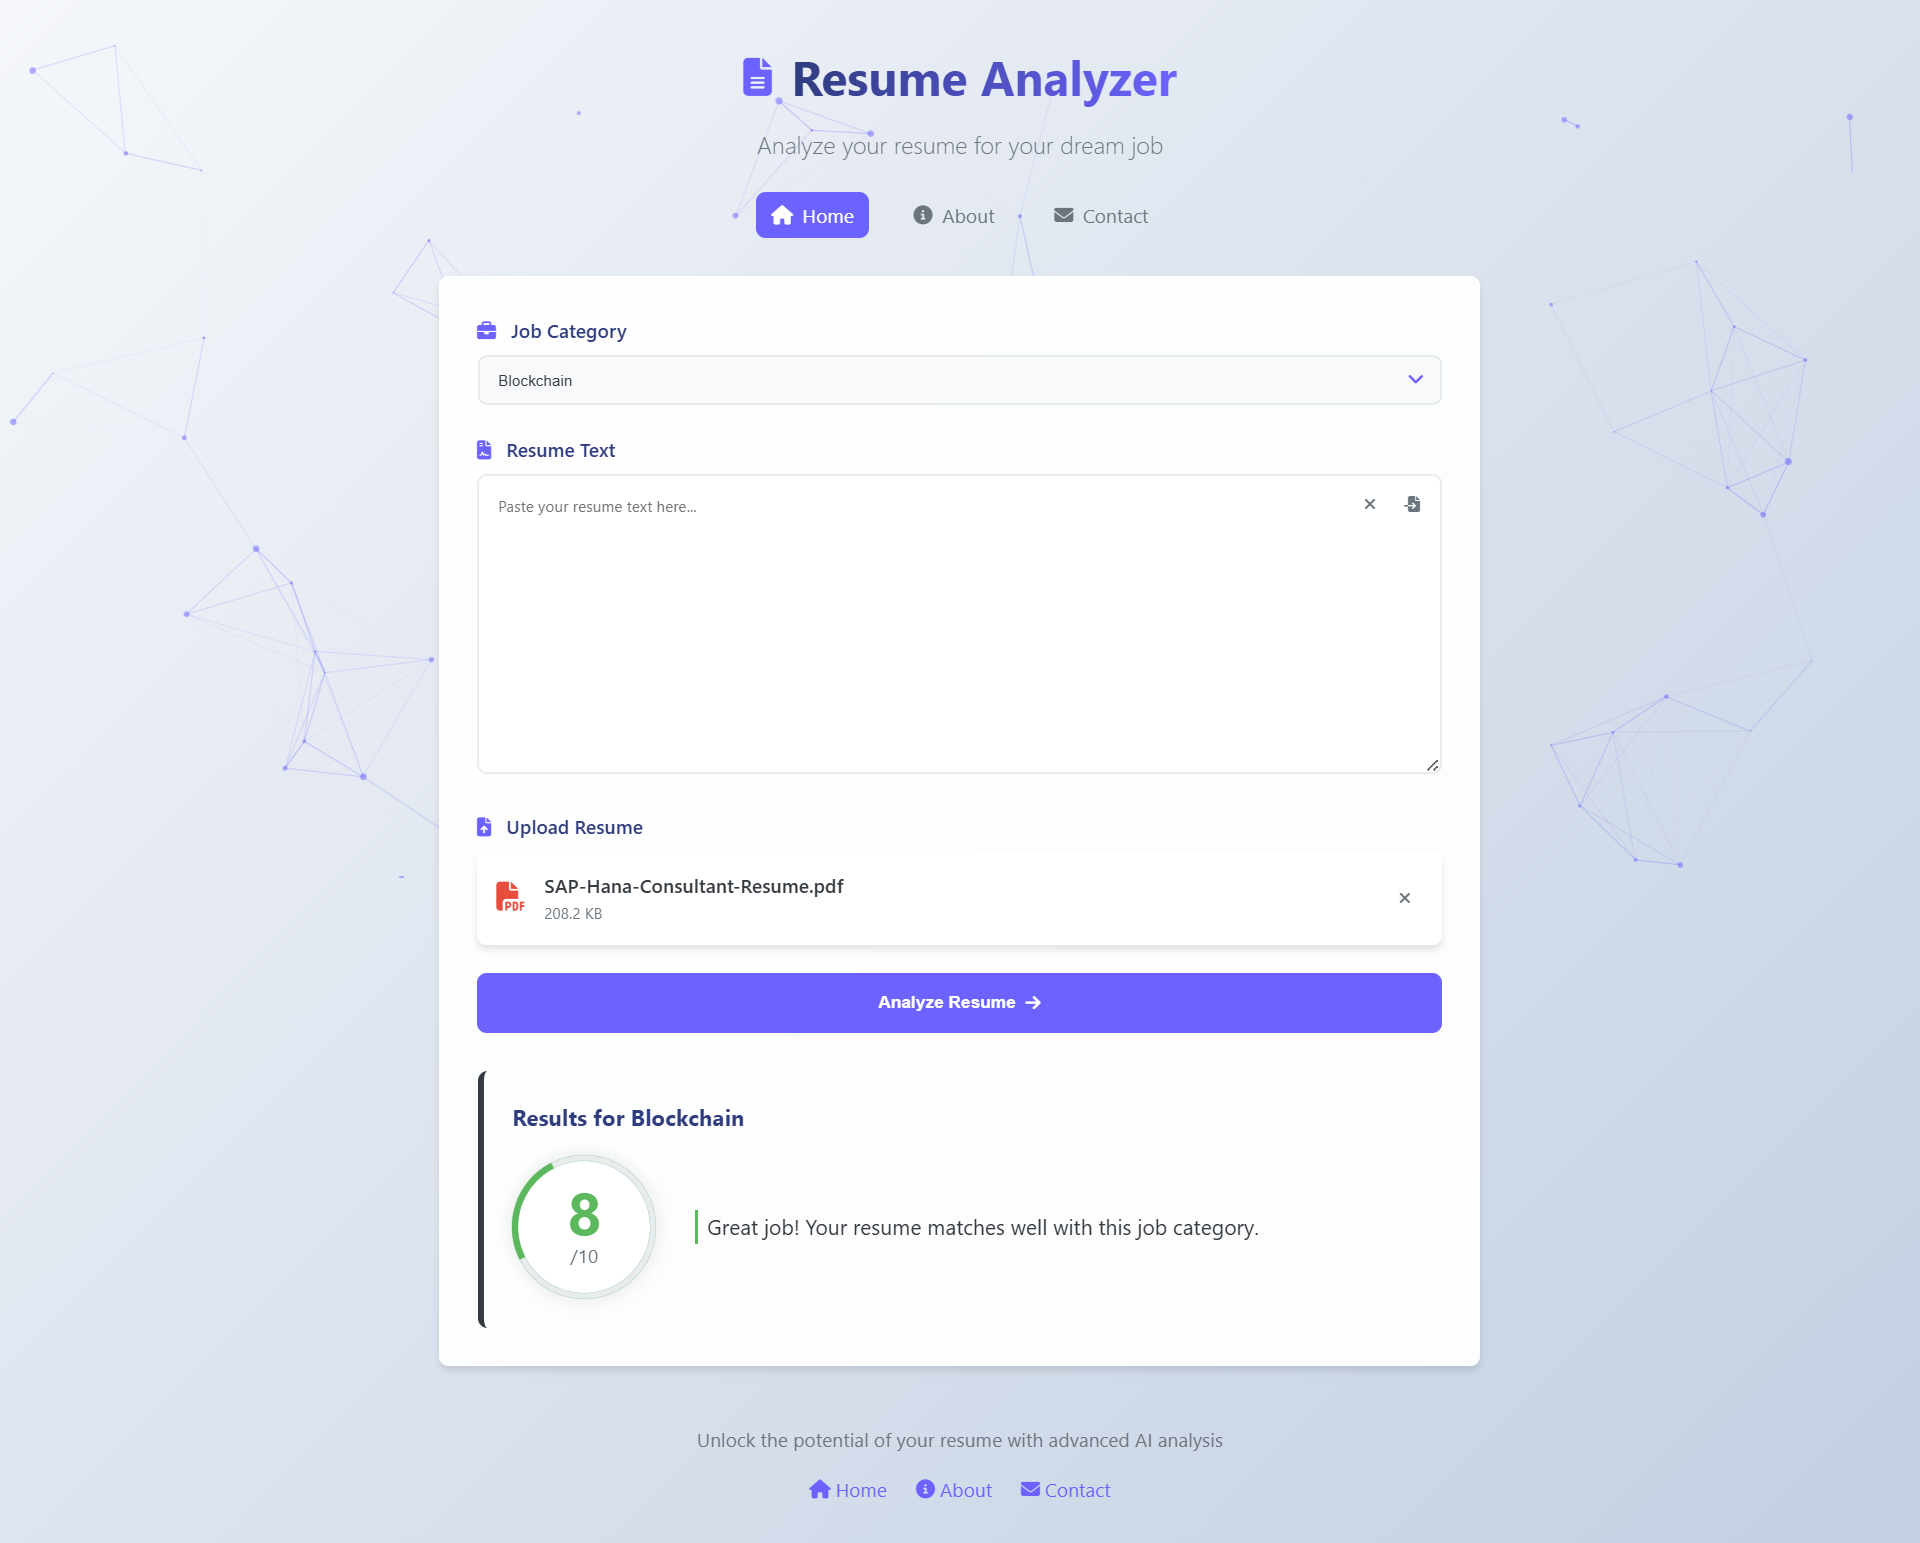 Resume Analyzer
Analyze your resume for your dream job
Home About Contact
Job Category
Blockchain
Resume Text
Paste your resume text here...
Upload Resume
PDF
SAP-Hana-Consultant-Resume.pdf
208.2 KB
Analyze Resume
Results for Blockchain
8
/10
Great job! Your resume matches well with this job category.
Unlock the potential of your resume with advanced AI analysis
Home About Contact